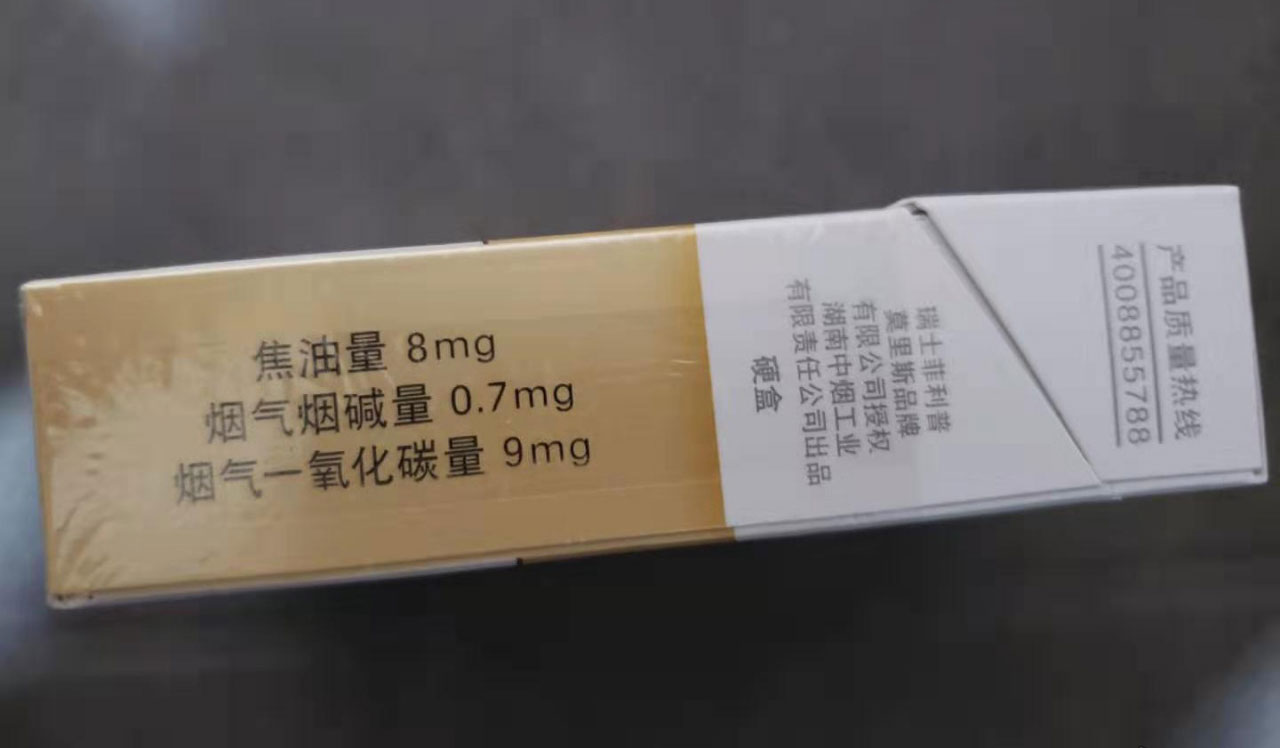 焦油量 8mg
烟气烟碱量 0.7mg
烟气一氧化碳量 9mg
产品质量热线
4008855788
瑞士菲利普
莫里斯品牌
有限公司授权
湖南中烟工业
有限责任公司出品
硬盒